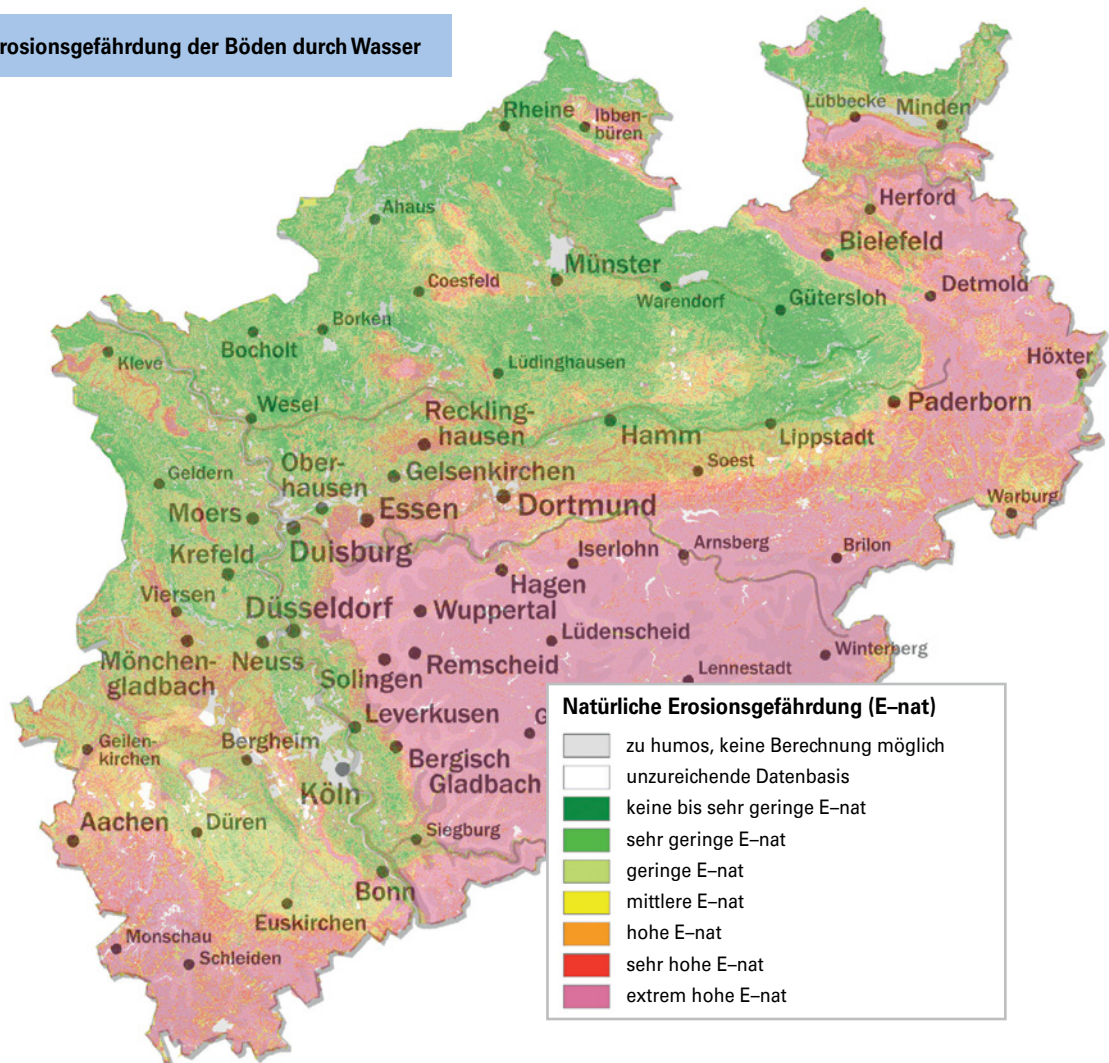 rosionsgefährdung der Böden durch Wasser
Lübbecke
Minden
Rheine
Ibben-
büren
Herford
Ahaus
Bielefeld
Münster
Coesfeld
Warendorf
Gütersloh
Detmold
Borken
Bocholt
Kleve
Lüdinghausen
Höxter
Wesel
Reckling-
hausen
Hamm
Paderborn
Lippstadt
Geldern
Ober-
hausen
Gelsenkirchen
Soest
Moers
Essen
Dortmund
Warburg
Krefeld
Duisburg
Iserlohn
Arnsberg
Brilon
Hagen
Viersen
Düsseldorf
Wuppertal
Lüdenscheid
Mönchen-
gladbach
Neuss
Solingen
Remscheid
Winterberg
Lennestadt
Leverkusen
G
Geilen-
kirchen
Bergheim
Bergisch
Gladbach
Köln
Aachen
Düren
Siegburg
Bonn
Euskirchen
Monschau
Schleiden
Natürliche Erosionsgefährdung (E–nat)
zu humos, keine Berechnung möglich
unzureichende Datenbasis
keine bis sehr geringe E–nat
sehr geringe E–nat
geringe E–nat
mittlere E–nat
hohe E–nat
sehr hohe E–nat
extrem hohe E–nat